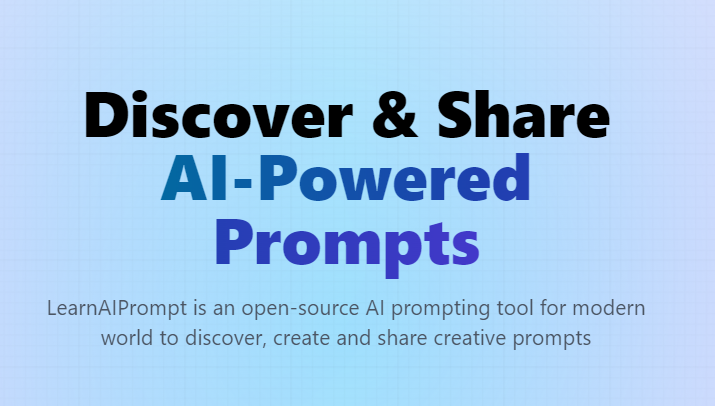 Discover & Share
AI-Powered
Prompts
LearnAIPrompt is an open-source AI prompting tool for modern
world to discover, create and share creative prompts